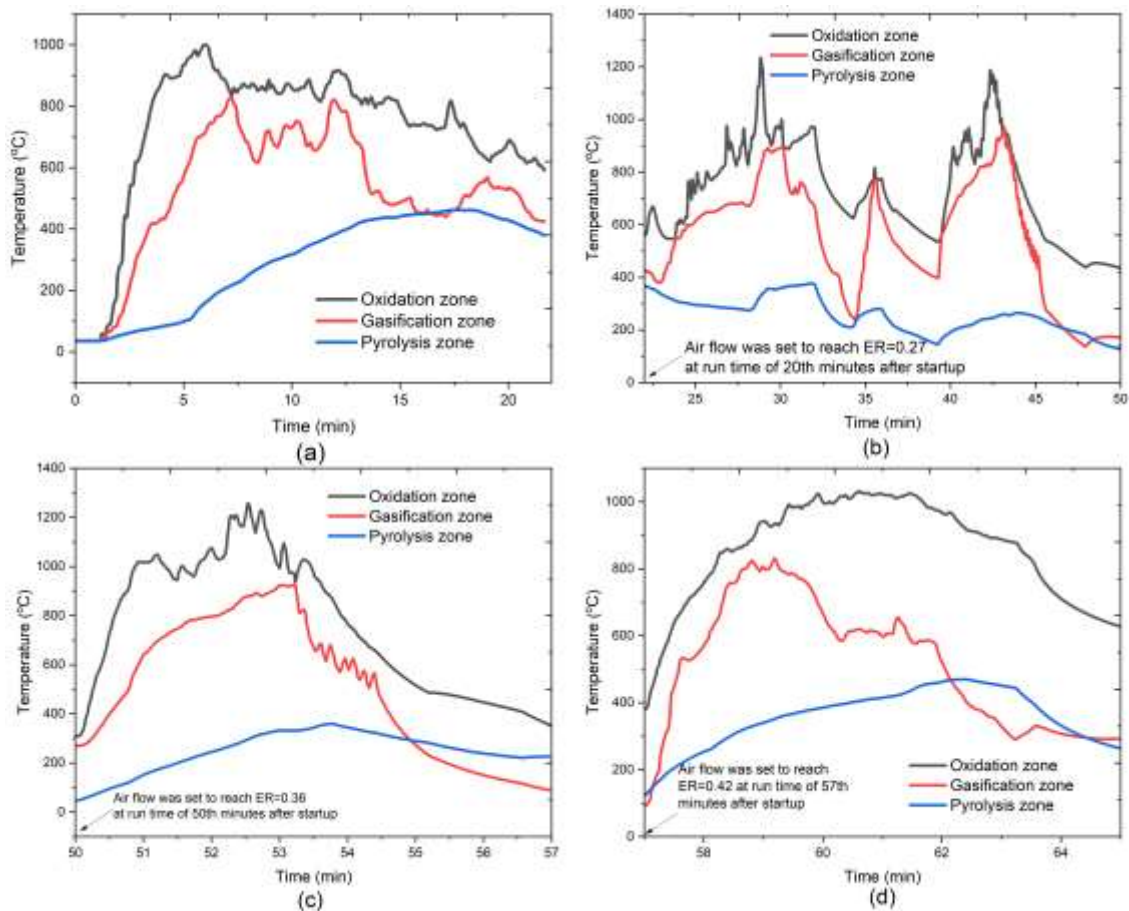 1000
800
600
400
200
0
Temperature (°C)
Oxidation zone
Gasification zone
Pyrolysis zone
0 5 10 15 20
Time (min)
(a)
1400
1200
1000
800
600
400
200
0
Temperature (°C)
Oxidation zone
Gasification zone
Pyrolysis zone
Air flow was set to reach ER=0.27
at run time of 20th minutes after startup
25 30 35 40 45 50
Time (min)
(b)
1400
1200
1000
800
600
400
200
0
Temperature (°C)
Oxidation zone
Gasification zone
Pyrolysis zone
Air flow was set to reach ER=0.36
at run time of 50th minutes after startup
50 51 52 53 54 55 56 57
Time (min)
(c)
1000
800
600
400
200
0
Temperature (°C)
Air flow was set to reach
ER=0.42 at run time of 57th
minutes after startup
Oxidation zone
Gasification zone
Pyrolysis zone
58 60 62 64
Time (min)
(d)